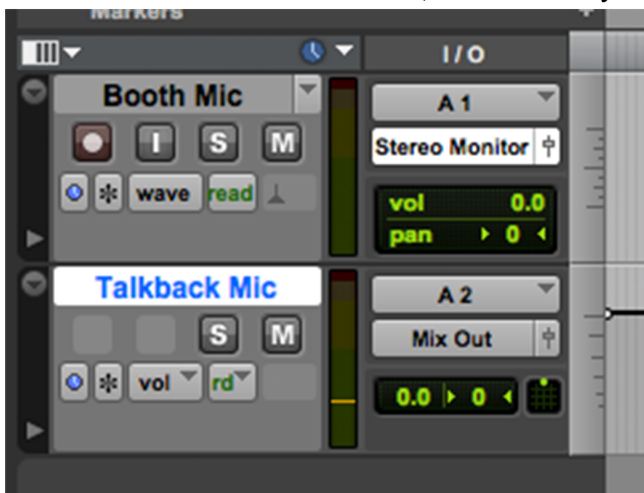 Markers
I / O
Booth Mic
A 1
I S M
Stereo Monitor
wave read
vol 0.0
pan 0
Talkback Mic
A 2
S M
Mix Out
vol rd
0.0 0